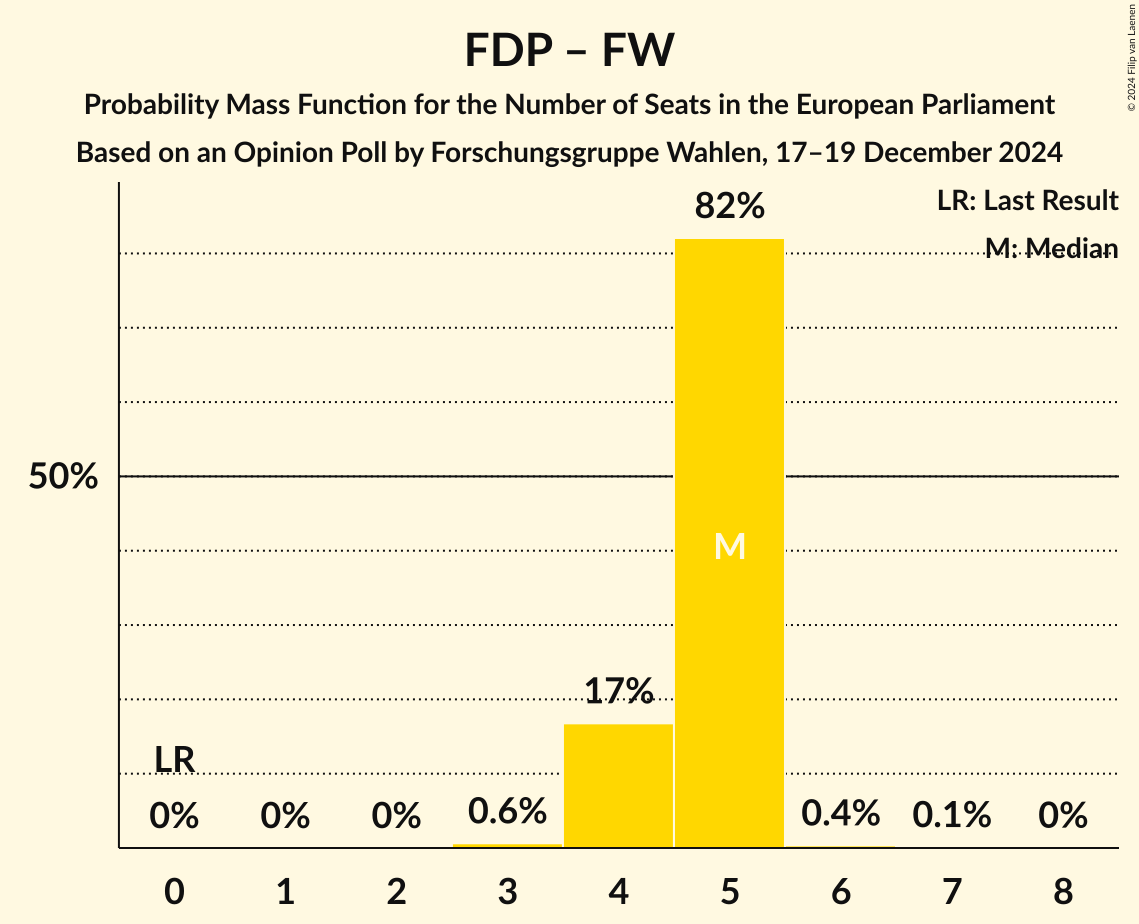 FDP – FW
Probability Mass Function for the Number of Seats in the European Parliament
Based on an Opinion Poll by Forschungsgruppe Wahlen, 17–19 December 2024
© 2024 Filip van Laenen
LR: Last Result
M: Median
82%
50%
M
17%
LR
0% 0% 0% 0.6% 0.4% 0.1% 0%
0 1 2 3 4 5 6 7 8